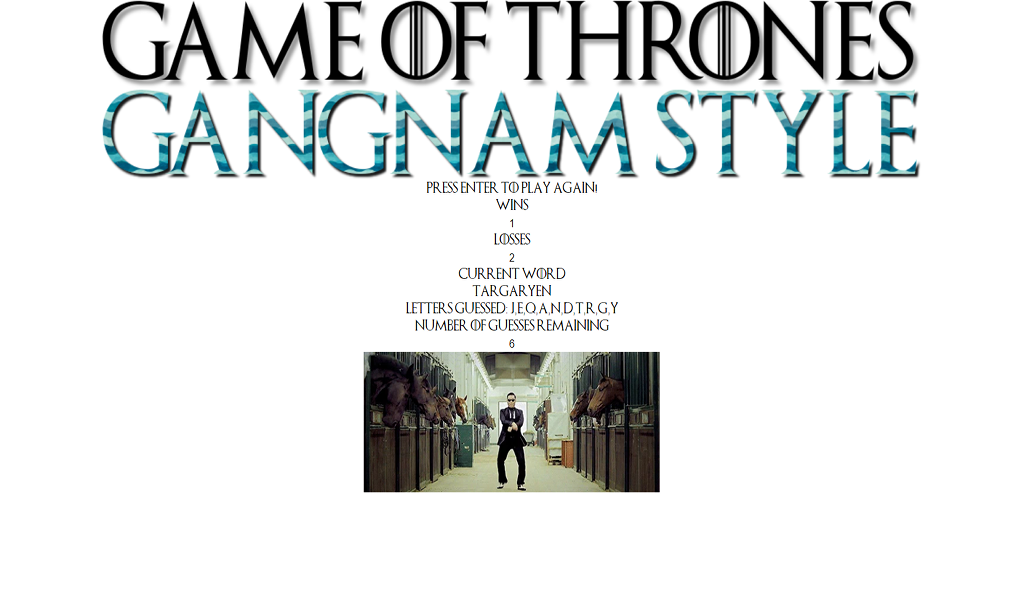 GAME OF THRONES
GANGNAM STYLE
PRESS ENTER TO PLAY AGAIN!
WINS
1
LOSSES
2
CURRENT WORD
TARGARYEN
LETTERS GUESSED: J,E,Q,A,N,D,T,R,G,Y
NUMBER OF GUESSES REMAINING
6